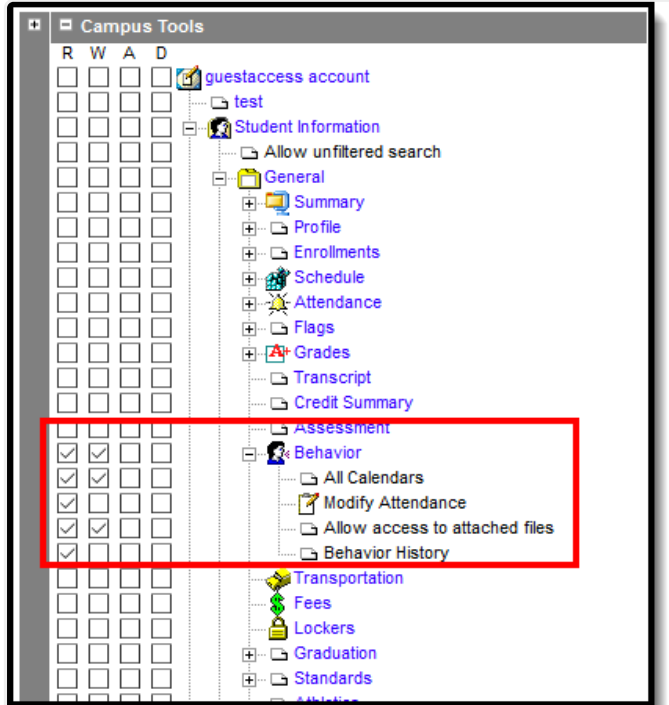 Campus Tools
R W A D
guestaccess account
test
Student Information
Allow unfiltered search
General
Summary
Profile
Enrollments
Schedule
Attendance
Flags
A+ Grades
Transcript
Credit Summary
Assessment
Behavior
All Calendars
Modify Attendance
Allow access to attached files
Behavior History
Transportation
$ Fees
Lockers
Graduation
Standards
Athletics